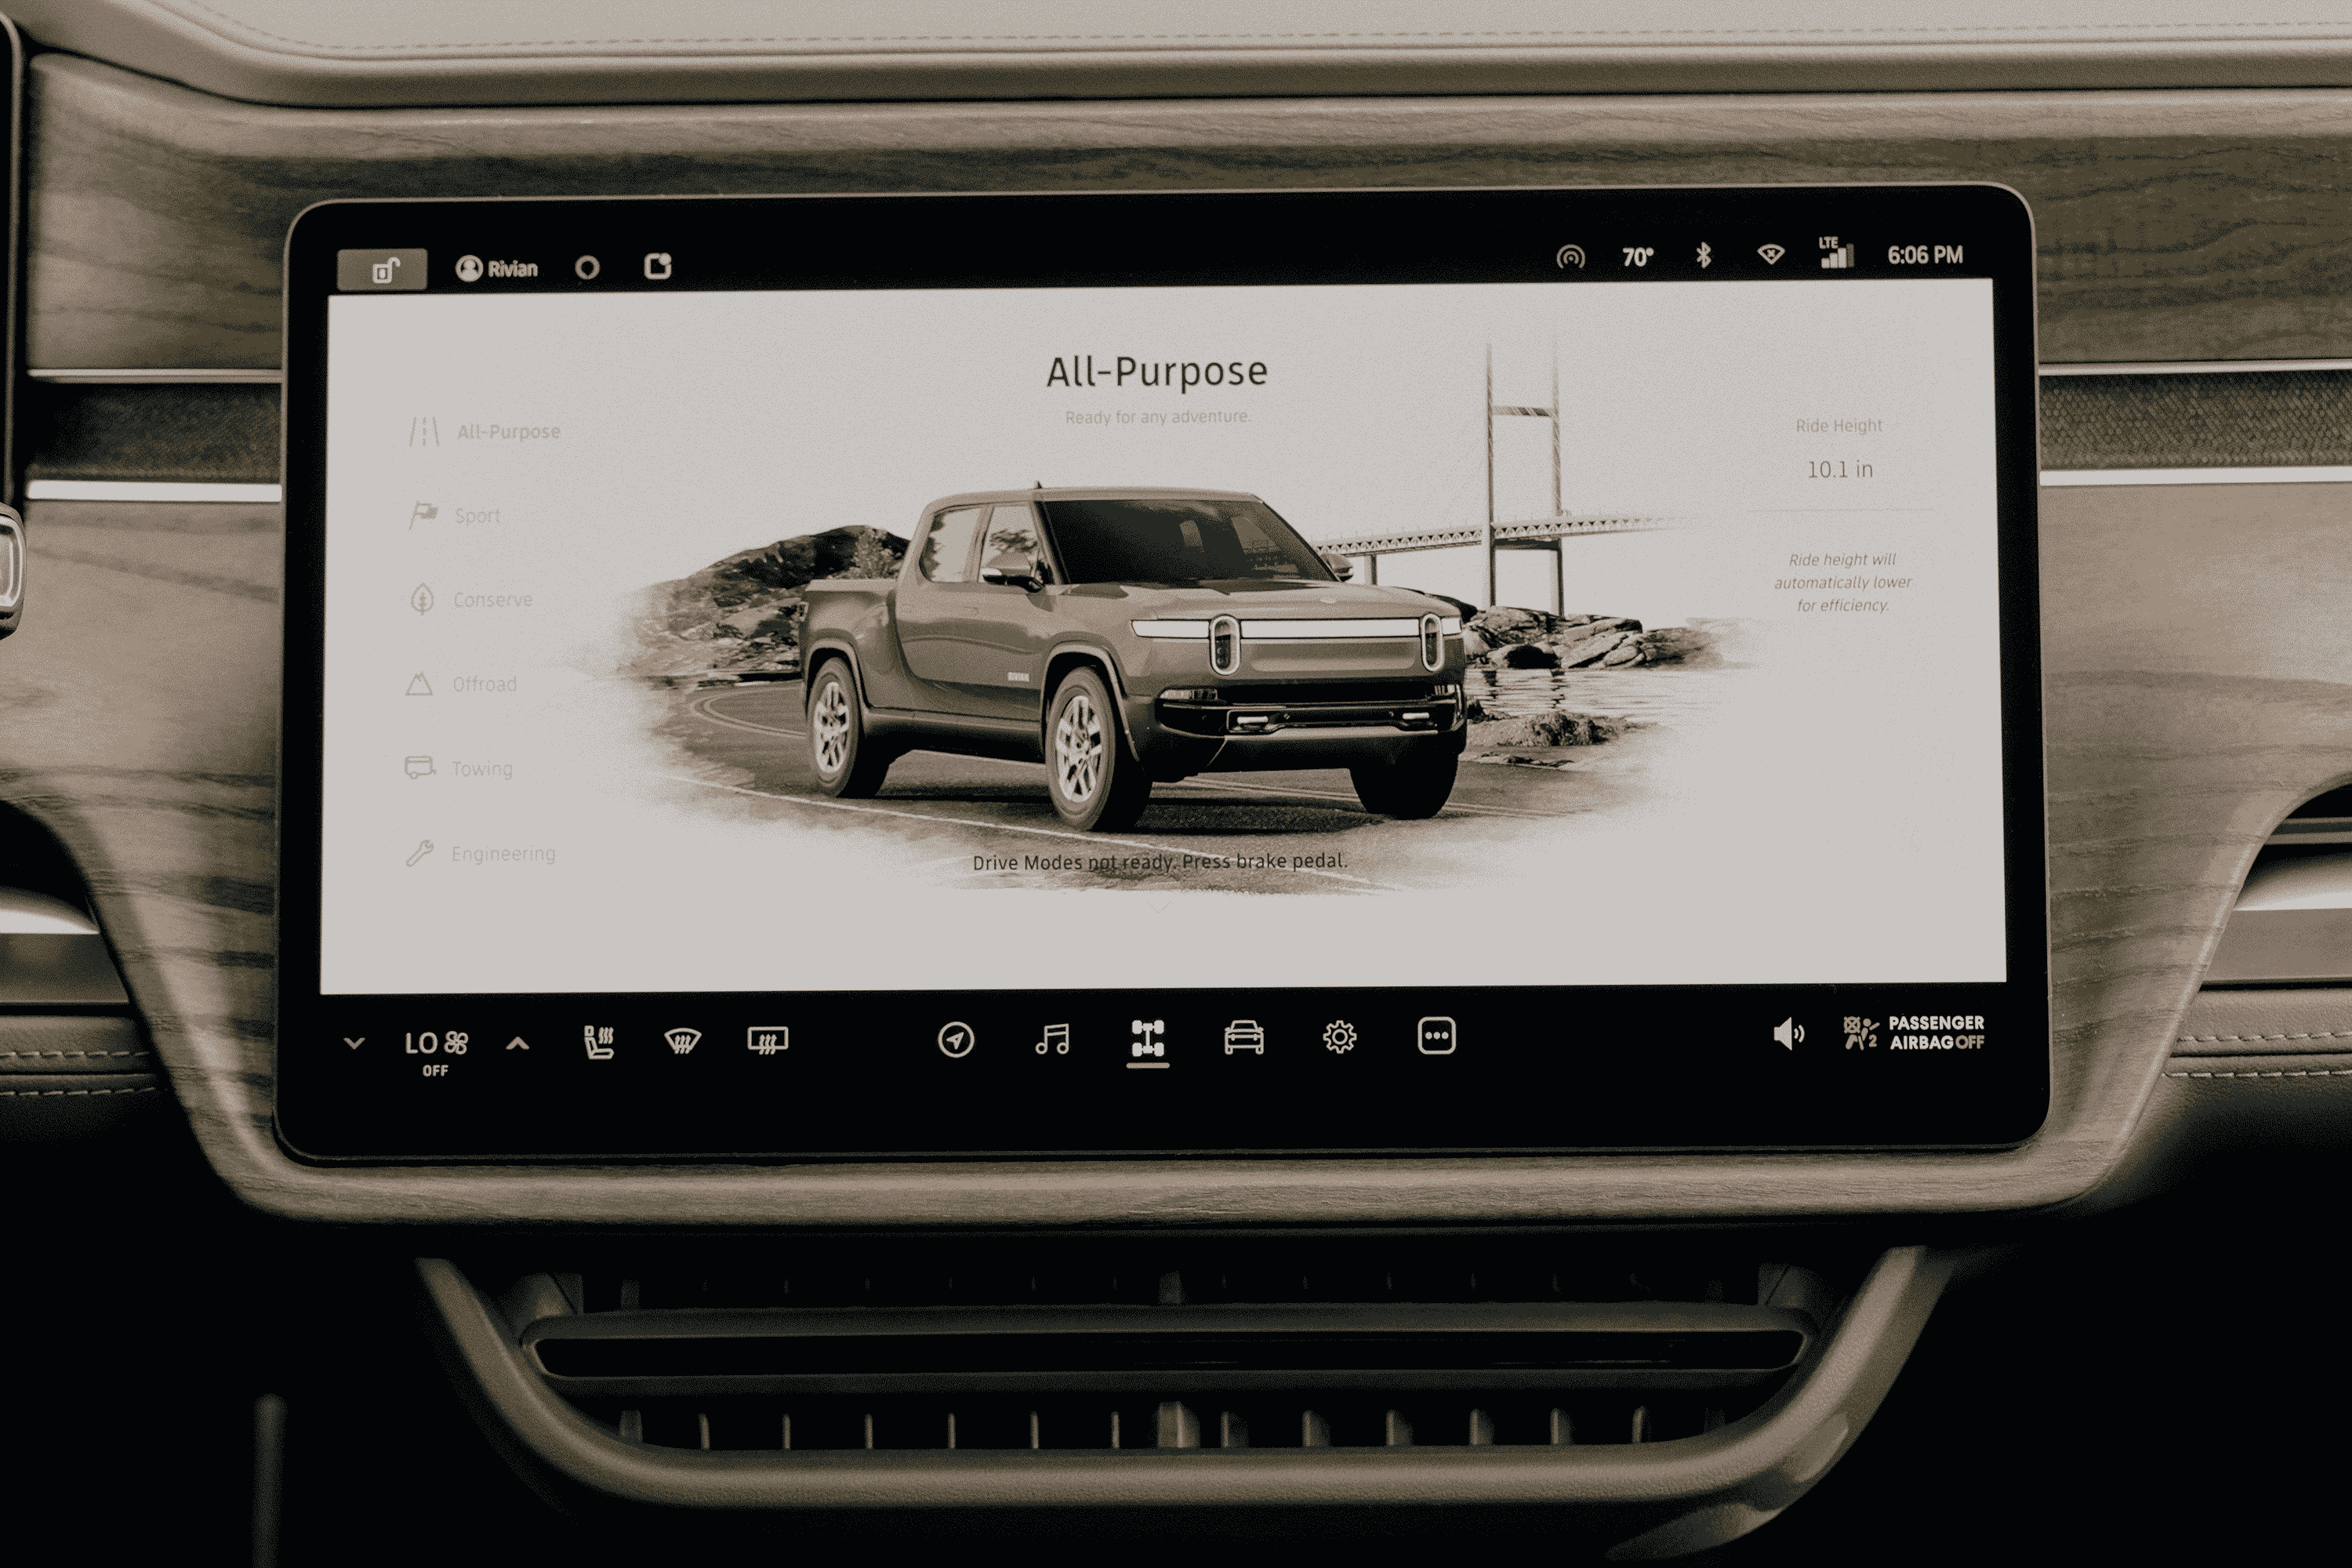 Rivian
70°
LTE
6:06 PM
All-Purpose
Ready for any adventure.
All-Purpose
Sport
Conserve
Offroad
Towing
Engineering
Ride Height
10.1 in
Ride height will
automatically lower
for efficiency.
RIVIAN
Drive Modes not ready. Press brake pedal.
LO
OFF
PASSENGER
AIRBAG OFF
2